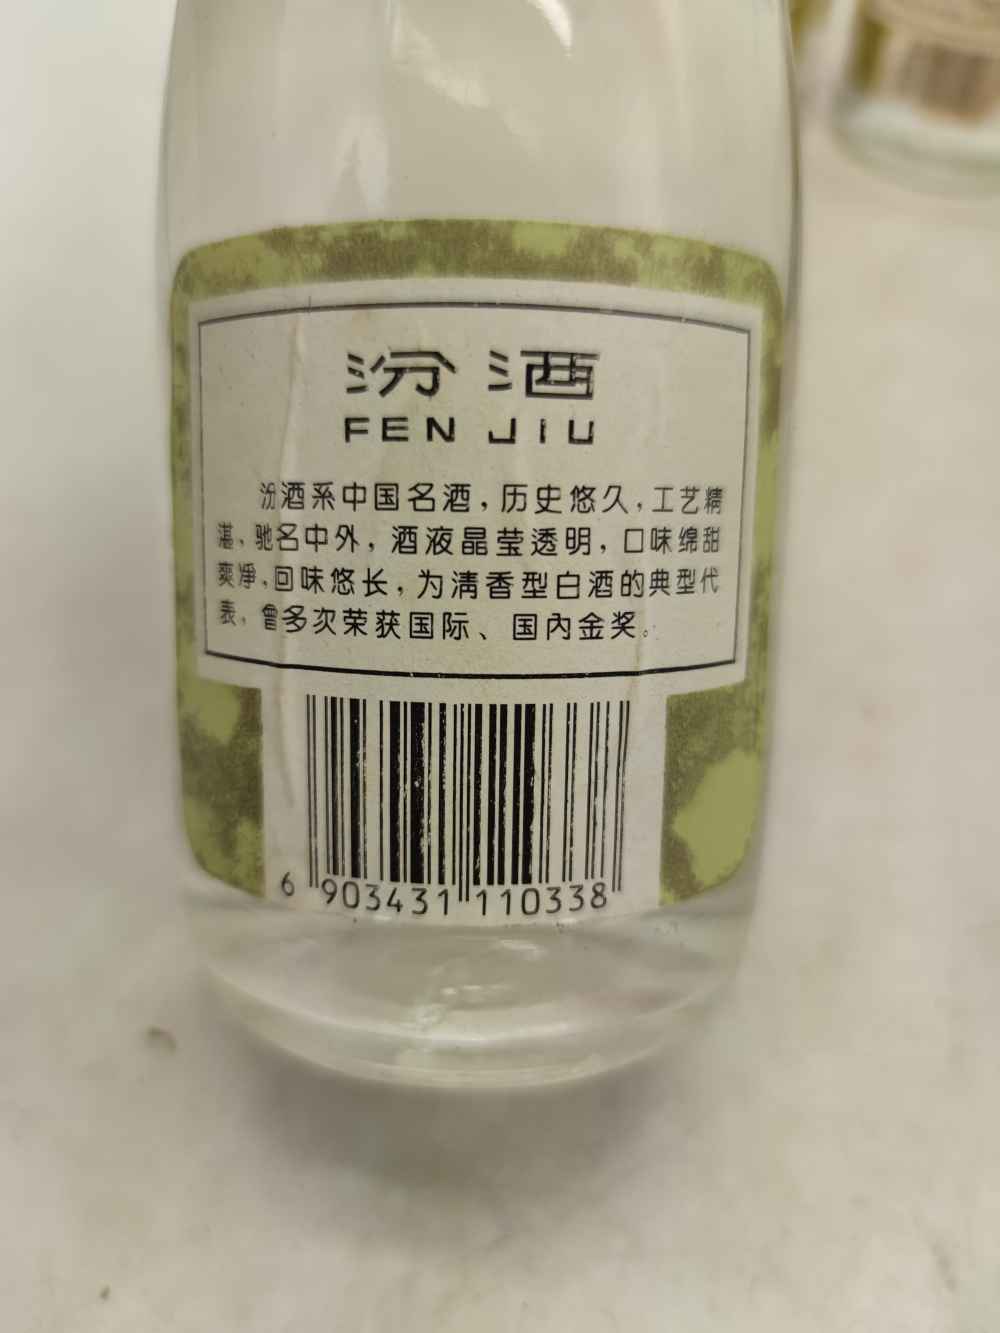 汾酒
FEN JIU
汾酒系中国名酒，历史悠久，工艺精
湛，驰名中外，酒液晶莹透明，口味绵甜
爽净，回味悠长，为清香型白酒的典型代
表，曾多次荣获国际、国内金奖。
6 903431 110338